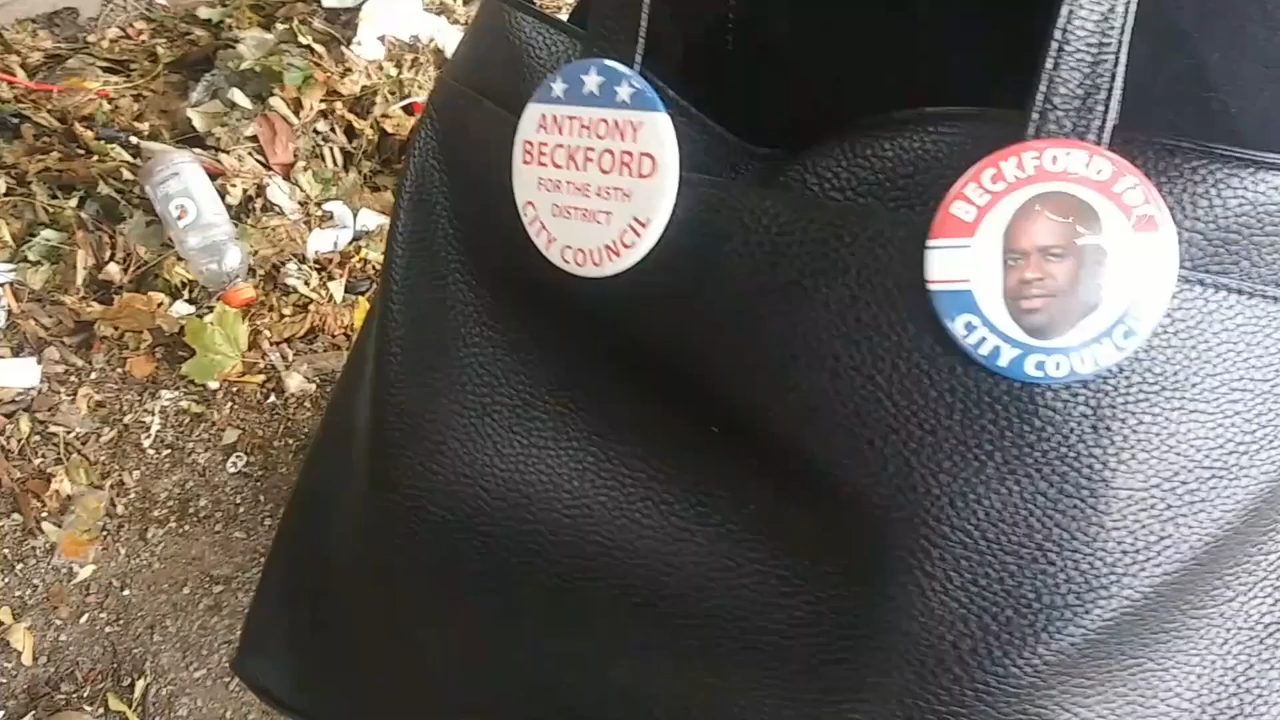 ANTHONY
BECKFORD
FOR THE 45TH
DISTRICT
CITY COUNCIL
BECKFORD FOR
CITY COUNCIL